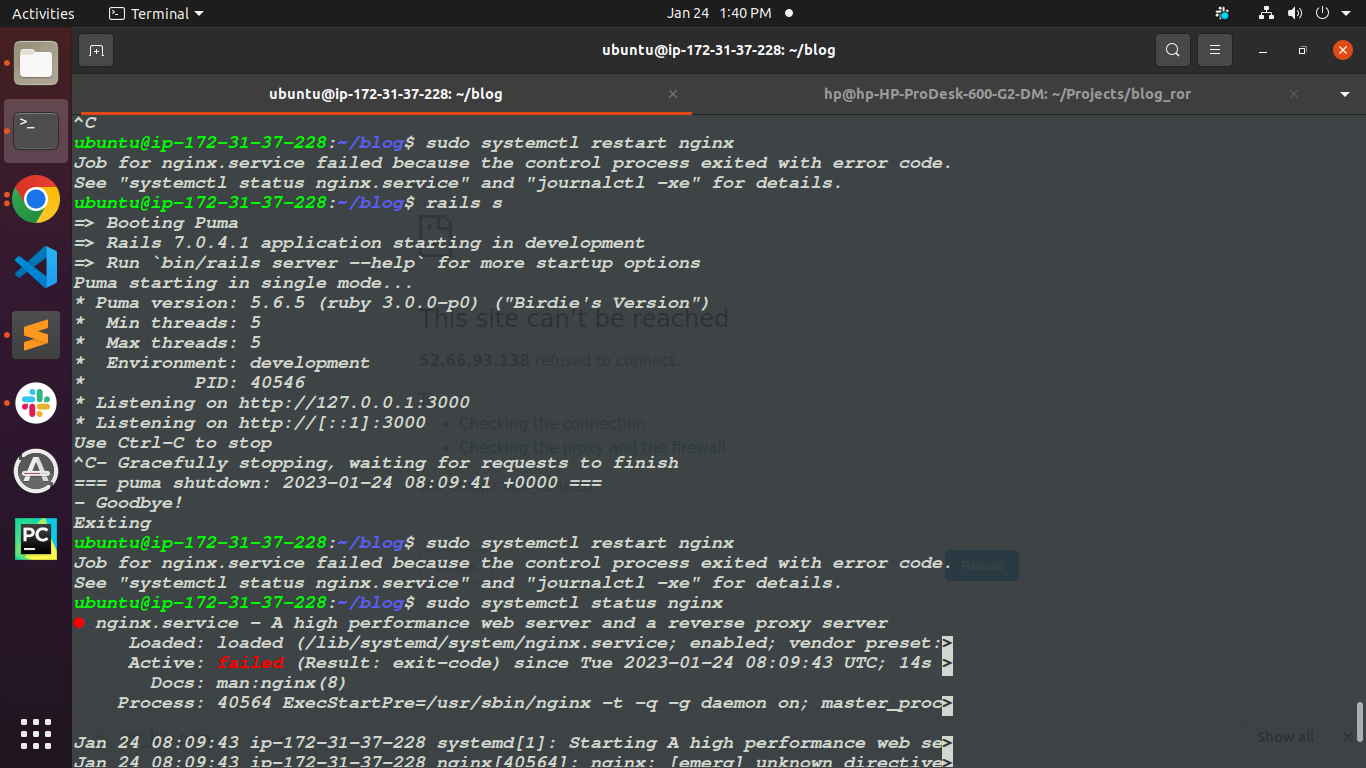 Activities
Terminal
Jan 24 1:40 PM
ubuntu@ip-172-31-37-228: ~/blog
ubuntu@ip-172-31-37-228: ~/blog
hp@hp-HP-ProDesk-600-G2-DM: ~/Projects/blog_ror
^C
ubuntu@ip-172-31-37-228:~/blog$ sudo systemctl restart nginx
Job for nginx.service failed because the control process exited with error code.
See "systemctl status nginx.service" and "journalctl -xe" for details.
ubuntu@ip-172-31-37-228:~/blog$ rails s
=> Booting Puma
=> Rails 7.0.4.1 application starting in development
=> Run `bin/rails server --help` for more startup options
Puma starting in single mode...
* Puma version: 5.6.5 (ruby 3.0.0-p0) ("Birdie's Version")
* Min threads: 5
* Max threads: 5
* Environment: development
* PID: 40546
* Listening on http://127.0.0.1:3000
* Listening on http://[::1]:3000
Use Ctrl-C to stop
^C- Gracefully stopping, waiting for requests to finish
=== puma shutdown: 2023-01-24 08:09:41 +0000 ===
- Goodbye!
Exiting
ubuntu@ip-172-31-37-228:~/blog$ sudo systemctl restart nginx
Job for nginx.service failed because the control process exited with error code.
See "systemctl status nginx.service" and "journalctl -xe" for details.
ubuntu@ip-172-31-37-228:~/blog$ sudo systemctl status nginx
● nginx.service - A high performance web server and a reverse proxy server
Loaded: loaded (/lib/systemd/system/nginx.service; enabled; vendor preset:>
Active: failed (Result: exit-code) since Tue 2023-01-24 08:09:43 UTC; 14s >
Docs: man:nginx(8)
Process: 40564 ExecStartPre=/usr/sbin/nginx -t -q -g daemon on; master_proc>
Jan 24 08:09:43 ip-172-31-37-228 systemd[1]: Starting A high performance web se>
Jan 24 08:09:43 ip-172-31-37-228 nginx[40564]: nginx: [emerg] unknown directive>
This site can't be reached
52.66.93.138 refused to connect.
Checking the connection
Checking the proxy and the firewall
Reload
Show all
PC